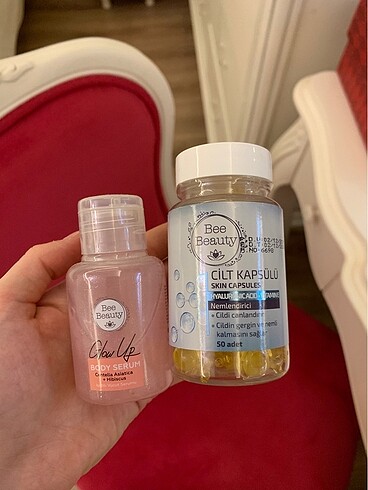 Bee
Beauty
Glow Up
BODY SERUM
Centella Asiatica
+ Hibiscus
Bee
Beauty
CİLT KAPSÜLÜ
SKIN CAPSULES
Nemlendirici
• Cildi canlandırır
• Cildin gergin ve nemli
kalmasını sağlar
50 adet